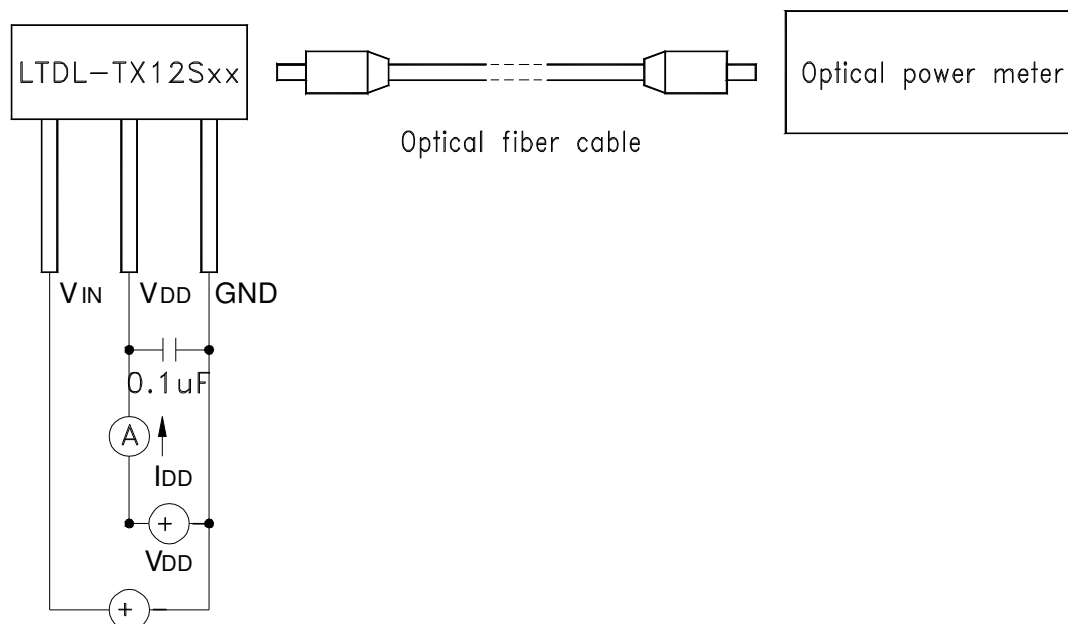 LTDL-TX12Sxx
Optical power meter
Optical fiber cable
VIN
VDD
GND
0.1uF
A
IDD
+ -
VDD
+ -